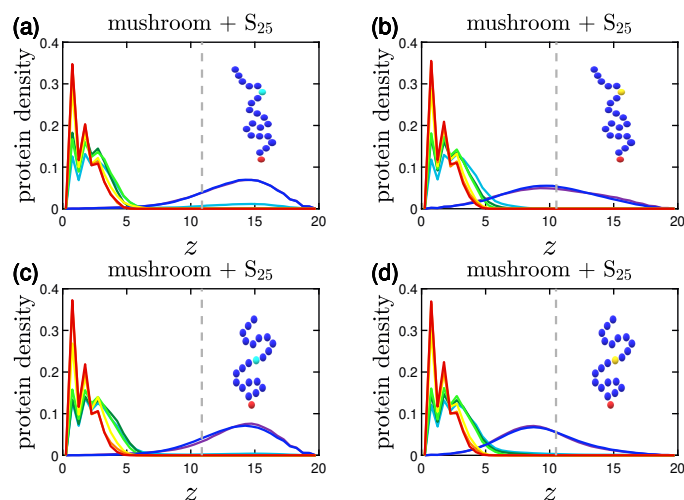 (a) mushroom + S25
protein density
0.4
0.3
0.2
0.1
0
0 5 10 15 20
z
(b) mushroom + S25
protein density
0.4
0.3
0.2
0.1
0
0 5 10 15 20
z
(c) mushroom + S25
protein density
0.4
0.3
0.2
0.1
0
0 5 10 15 20
z
(d) mushroom + S25
protein density
0.4
0.3
0.2
0.1
0
0 5 10 15 20
z